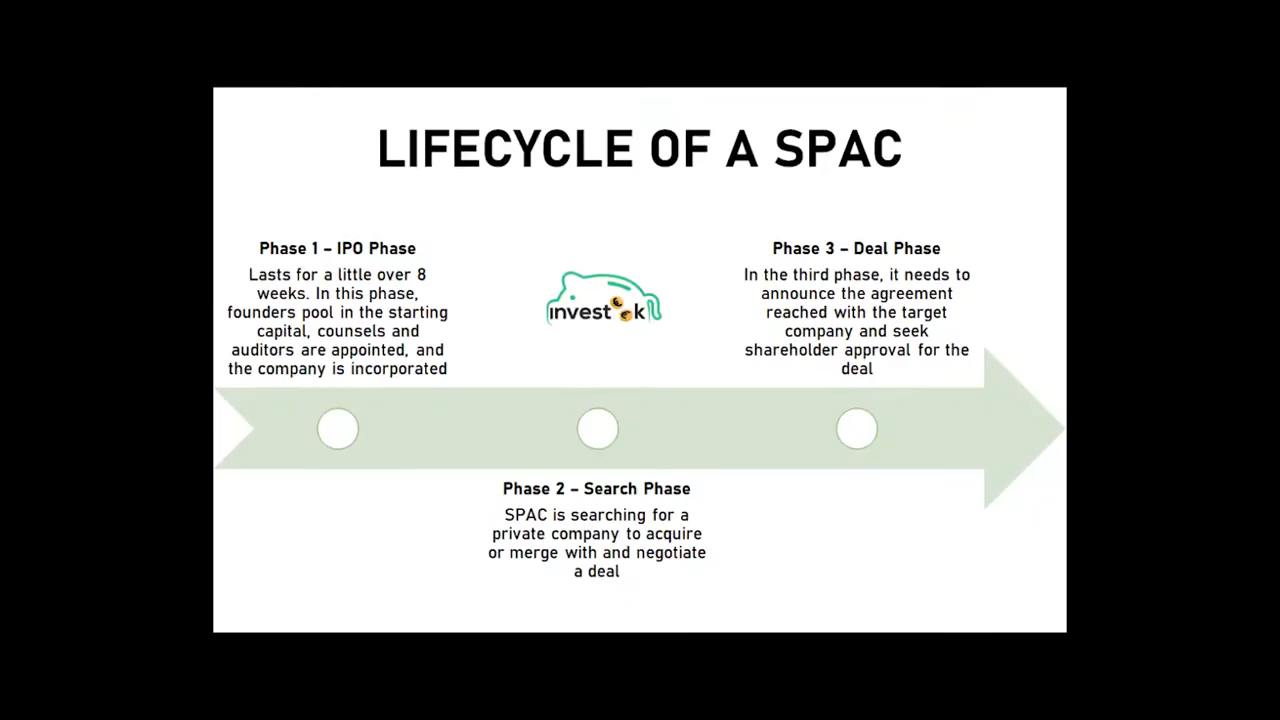 LIFECYCLE OF A SPAC
Phase 1 – IPO Phase
Lasts for a little over 8
weeks. In this phase,
founders pool in the starting
capital, counsels and
auditors are appointed, and
the company is incorporated
investk
Phase 3 – Deal Phase
In the third phase, it needs to
announce the agreement
reached with the target
company and seek
shareholder approval for the
deal
Phase 2 – Search Phase
SPAC is searching for a
private company to acquire
or merge with and negotiate
a deal